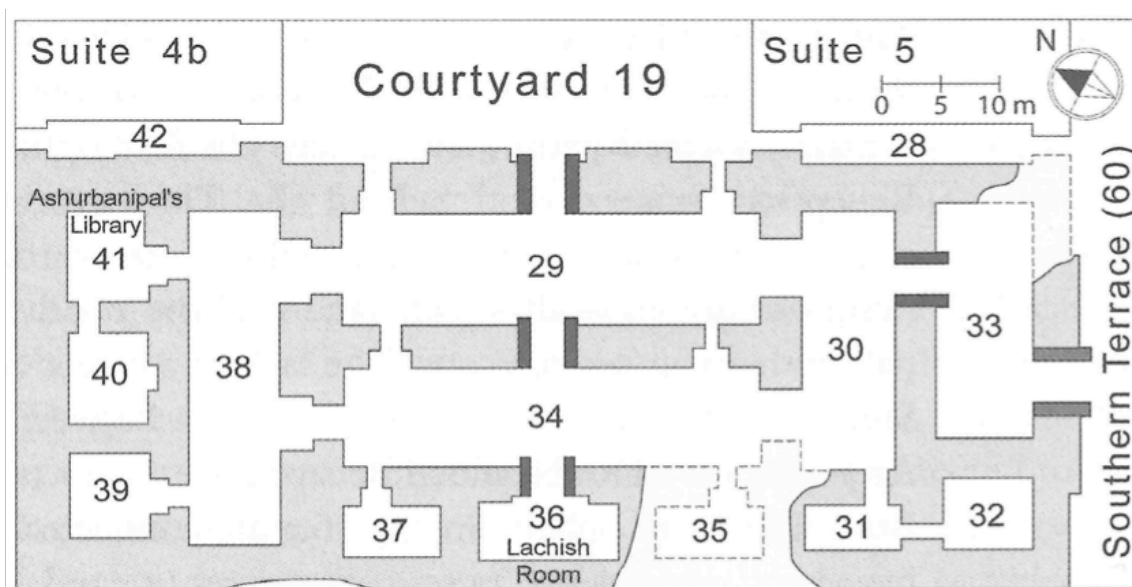 Suite 4b
Courtyard 19
Suite 5
N
0 5 10 m
42
28
Ashurbanipal's
Library
41
29
33
30
38
40
34
39
37
36
Lachish
Room
35
31
32
Southern Terrace (60)